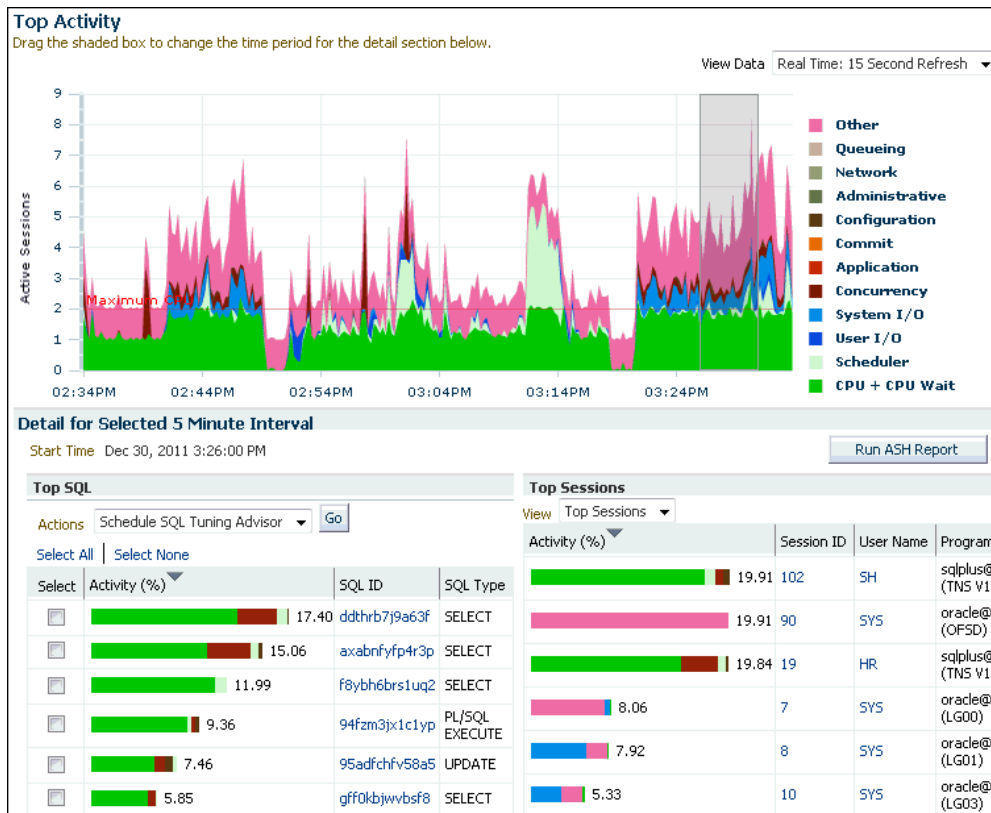 Top Activity
Drag the shaded box to change the time period for the detail section below.
View Data Real Time: 15 Second Refresh
9
8
7
6
5
4
3
2
1
0
Active Sessions
Maximum CP
02:34PM 02:44PM 02:54PM 03:04PM 03:14PM 03:24PM
Other
Queueing
Network
Administrative
Configuration
Commit
Application
Concurrency
System I/O
User I/O
Scheduler
CPU + CPU Wait
Detail for Selected 5 Minute Interval
Start Time Dec 30, 2011 3:26:00 PM
Run ASH Report
Top SQL
Actions Schedule SQL Tuning Advisor Go
Select All | Select None
Select Activity (%) SQL ID SQL Type
17.40 ddthrb7j9a63f SELECT
15.06 axabnfyfp4r3p SELECT
11.99 f8ybh6brs1uq2 SELECT
9.36 94fzm3jx1c1yp PL/SQL EXECUTE
7.46 95adfchfv58a5 UPDATE
5.85 gff0kbjwvbsf8 SELECT
Top Sessions
View Top Sessions
Activity (%) Session ID User Name Program
19.91 102 SH sqlplus@ (TNS V1
19.91 90 SYS oracle@ (OFSD)
19.84 19 HR sqlplus@ (TNS V1
8.06 7 SYS oracle@ (LG00)
7.92 8 SYS oracle@ (LG01)
5.33 10 SYS oracle@ (LG03)